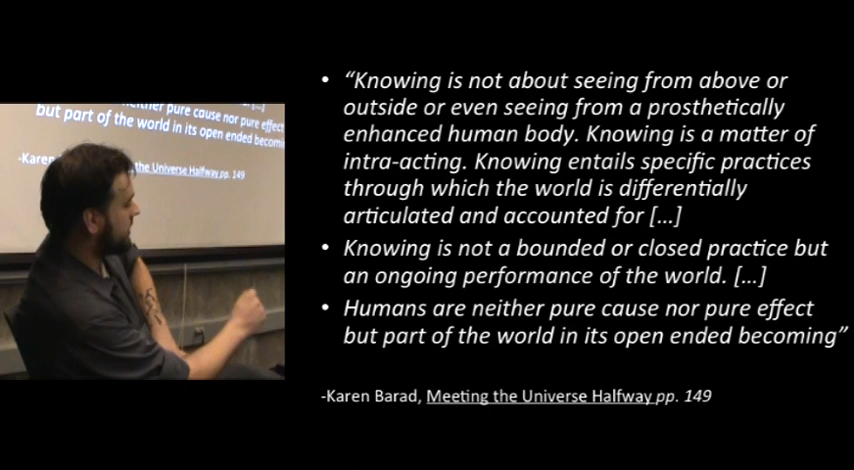 neither pure cause nor pure effect
but part of the world in its open ended becomin
-Karen
the Universe Halfway pp. 149
• “Knowing is not about seeing from above or
outside or even seeing from a prosthetically
enhanced human body. Knowing is a matter of
intra-acting. Knowing entails specific practices
through which the world is differentially
articulated and accounted for […]
• Knowing is not a bounded or closed practice but
an ongoing performance of the world. […]
• Humans are neither pure cause nor pure effect
but part of the world in its open ended becoming”
-Karen Barad, Meeting the Universe Halfway pp. 149